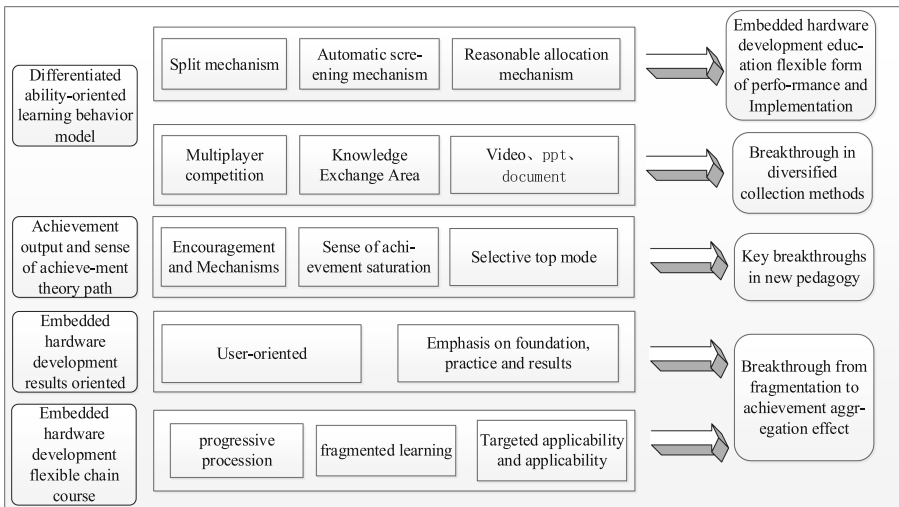 Differentiated
ability-oriented
learning behavior
model
Split mechanism
Automatic scre-
ening mechanism
Reasonable allocation
mechanism
Embedded hardware
development edu-
cation flexible form
of perfo-rmance and
Implementation
Multiplayer
competition
Knowledge
Exchange Area
Video、ppt、
document
Breakthrough in
diversified
collection methods
Achievement
output and sense
of achieve-ment
theory path
Encouragement
and Mechanisms
Sense of achi-
evement saturation
Selective top mode
Key breakthroughs
in new pedagogy
Embedded
hardware
development
results oriented
User-oriented
Emphasis on foundation,
practice and results
Breakthrough from
fragmentation to
achievement aggr-
egation effect
Embedded
hardware
development
flexible chain
course
progressive
procession
fragmented learning
Targeted applicability
and applicability